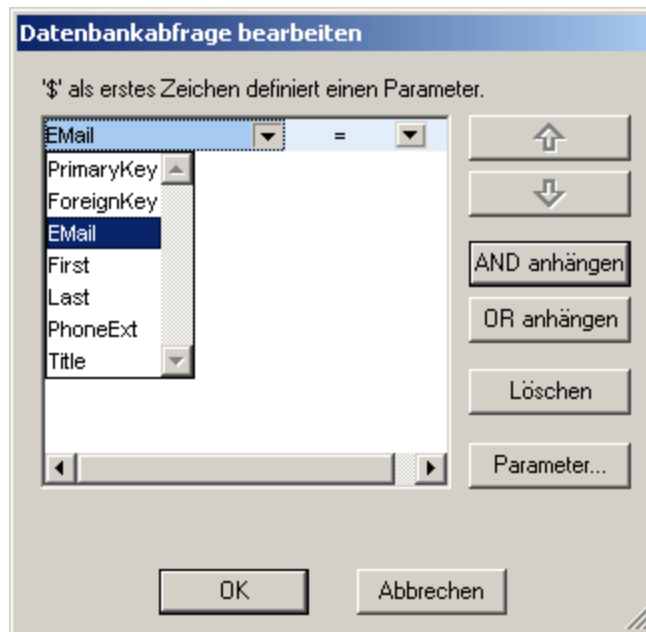 Datenbankabfrage bearbeiten
'$' als erstes Zeichen definiert einen Parameter.
EMail =
PrimaryKey
ForeignKey
EMail
First
Last
PhoneExt
Title
AND anhängen
OR anhängen
Löschen
Parameter...
OK Abbrechen